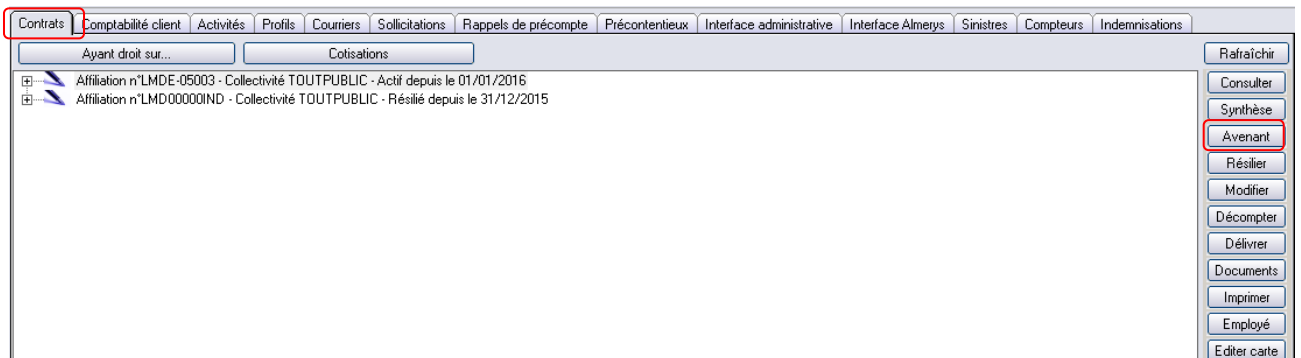 Contrats Comptabilité client Activités Profils Courriers Sollicitations Rappels de précompte Précontentieux Interface administrative Interface Almerys Sinistres Compteurs Indemnisations
Ayant droit sur... Cotisations Rafraîchir
Affiliation n°LMDE-05003 - Collectivité TOUTPUBLIC - Actif depuis le 01/01/2016
Affiliation n°LMD00000IND - Collectivité TOUTPUBLIC - Résilié depuis le 31/12/2015
Consulter
Synthèse
Avenant
Résilier
Modifier
Décompter
Délivrer
Documents
Imprimer
Employé
Editer carte